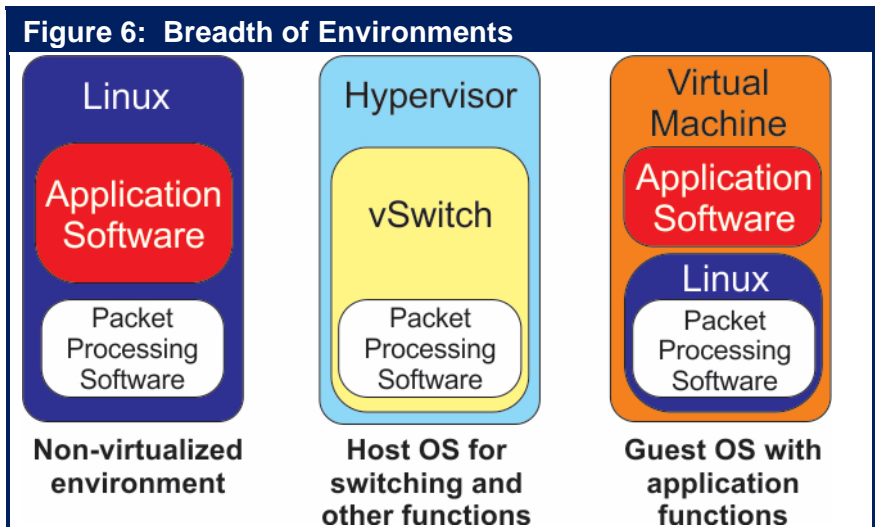 Figure 6: Breadth of Environments
Linux
Application
Software
Packet
Processing
Software
Non-virtualized
environment
Hypervisor
vSwitch
Packet
Processing
Software
Host OS for
switching and
other functions
Virtual
Machine
Application
Software
Linux
Packet
Processing
Software
Guest OS with
application
functions